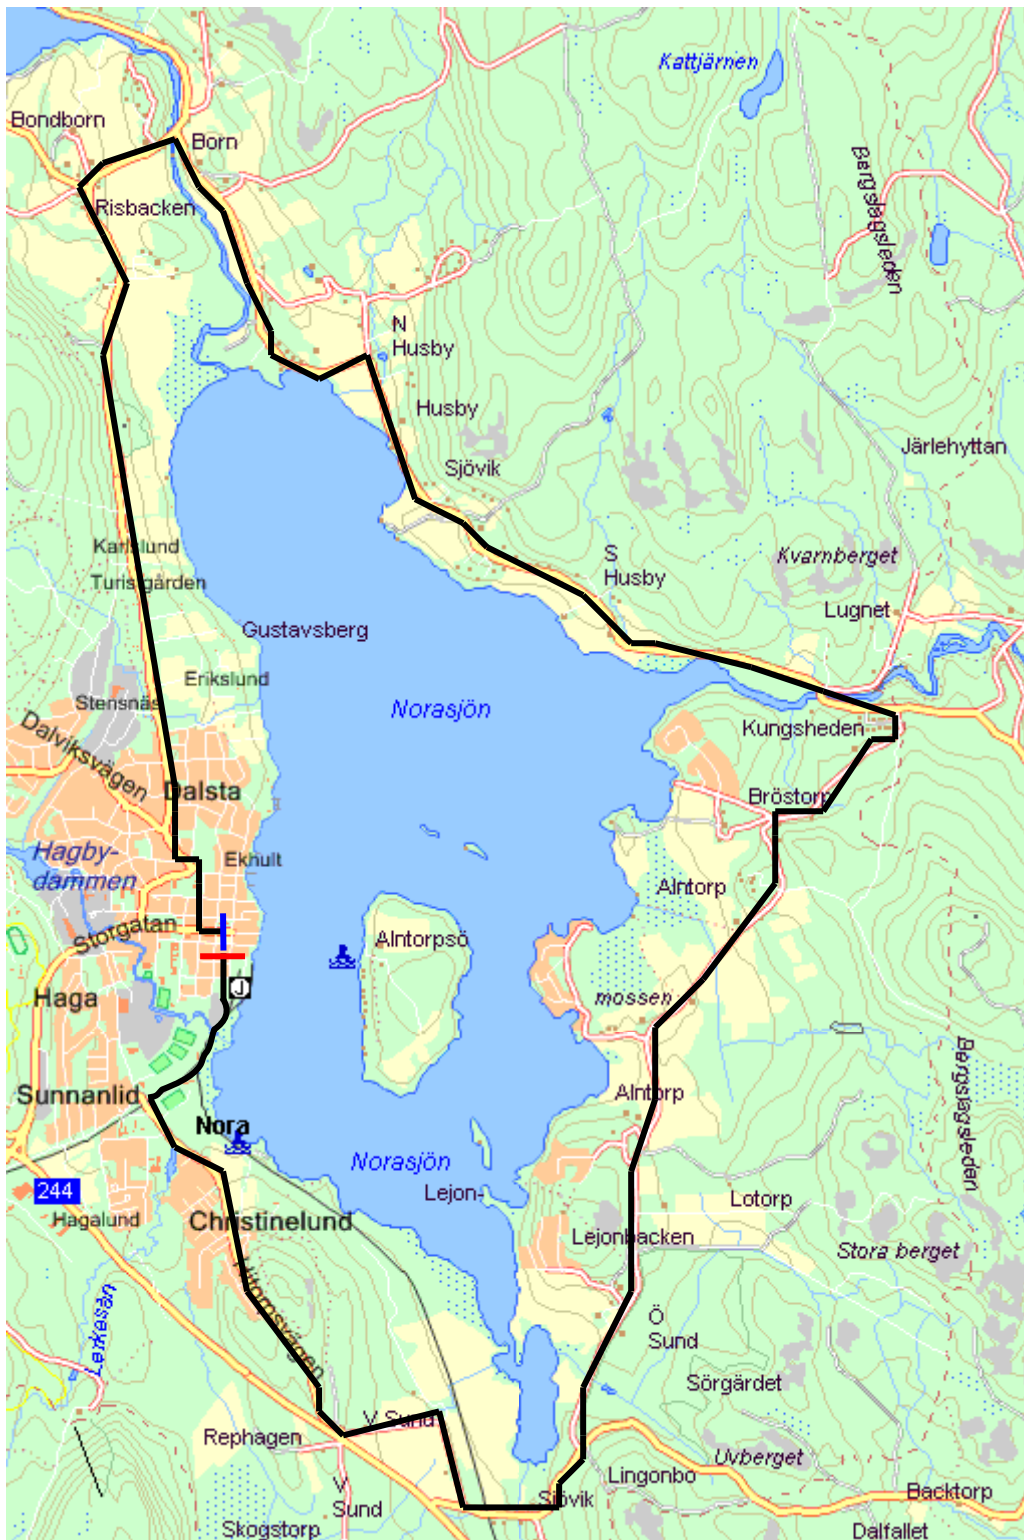 Kattjärnen
Bondborn
Born
Bergslagsleden
Risbacken
N
Husby
Husby
Järlehyttan
Sjövik
Karlslund
S
Husby
Kvarnberget
Turistgården
Lugnet
Gustavsberg
Erikslund
Stensnäs
Norasjön
Dalviksvägen
Kungsheden
Dalsta
Bröstorp
Hagby-
dammen
Ekhult
Alntorp
Storgatan
Alntorpsö
Haga
J
mossen
Bergslagsleden
Sunnanlid
Alntorp
Nora
Norasjön
244
Lejon-
Lotorp
Hagalund
Christinelund
Lejonbacken
Stora berget
Lerkesån
Ö
Sund
Sörgärdet
V Sund
Rephagen
Uvberget
Lingonbo
V
Sund
Sjövik
Backtorp
Skogstorp
Dalfallet